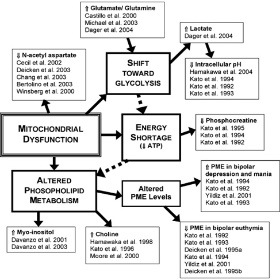 ⇧ Glutamate/ Glutamine
Castillo et al. 2000
Michael et al. 2003
Dager et al. 2004
⇧ Lactate
Dager et al. 2004
⇩ N-acetyl aspartate
Cecil et al. 2002
Deicken et al. 2003
Chang et al. 2003
Bertolino et al. 2003
Winsberg et al. 2000
SHIFT
TOWARD
GLYCOLYSIS
⇩ Intracellular pH
Hamakawa et al. 2004
Kato et al. 1994
Kato et al. 1992
Kato et al. 1993
MITOCHONDRIAL
DYSFUNCTION
ENERGY
SHORTAGE
(⇩ ATP)
⇩ Phosphocreatine
Kato et al. 1995
Kato et al. 1994
Kato et al. 1992
ALTERED
PHOSPHOLIPID
METABOLISM
Altered
PME Levels
⇧ PME in bipolar
depression and mania
Kato et al. 1994
Kato et al. 1992
Yildiz et al. 2001
Kato et al. 1993
⇧ Myo-inositol
Davanzo et al. 2001
Davanzo et al. 2003
⇧ Choline
Hamawaka et al. 1998
Kato et al. 1996
Moore et al. 2000
⇩ PME in bipolar euthymia
Kato et al. 1992
Kato et al. 1993
Deicken et al. 1995a
Kato et al. 1994
Yildiz et al. 2001
Deicken et al. 1995b